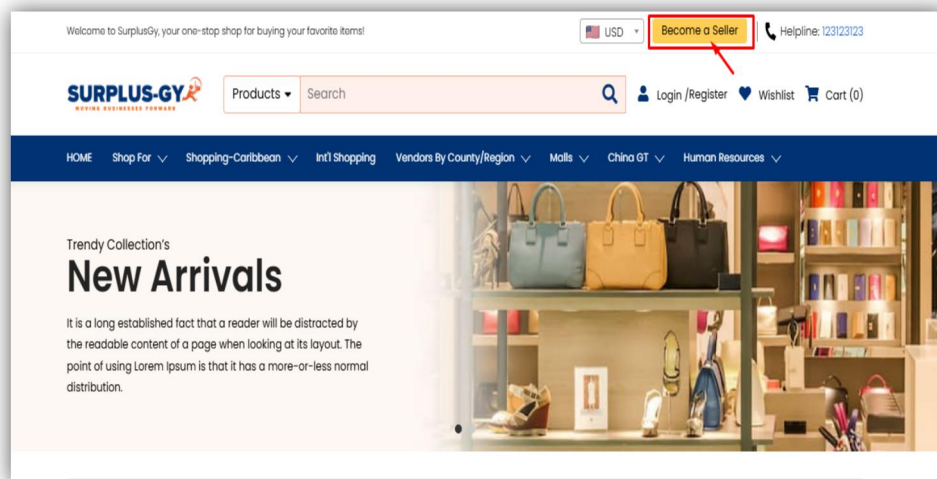 Welcome to SurplusGy, your one-stop shop for buying your favorite items!
USD
Become a Seller
Helpline: 123123123
SURPLUS-GY
MOVING BUSINESSES FORWARD
Products
Search
Login /Register
Wishlist
Cart (0)
HOME
Shop For
Shopping-Caribbean
Int'l Shopping
Vendors By County/Region
Malls
China GT
Human Resources
Trendy Collection's
New Arrivals
It is a long established fact that a reader will be distracted by
the readable content of a page when looking at its layout. The
point of using Lorem Ipsum is that it has a more-or-less normal
distribution.